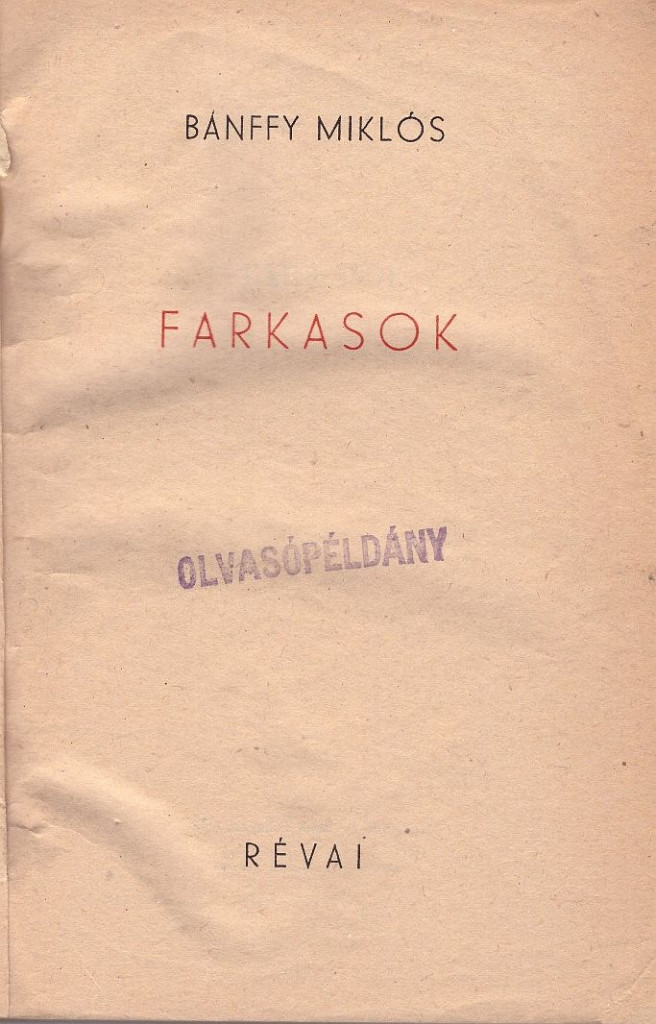 BÁNFFY MIKLÓS
FARKASOK
OLVASÓPÉLDÁNY
RÉVAI